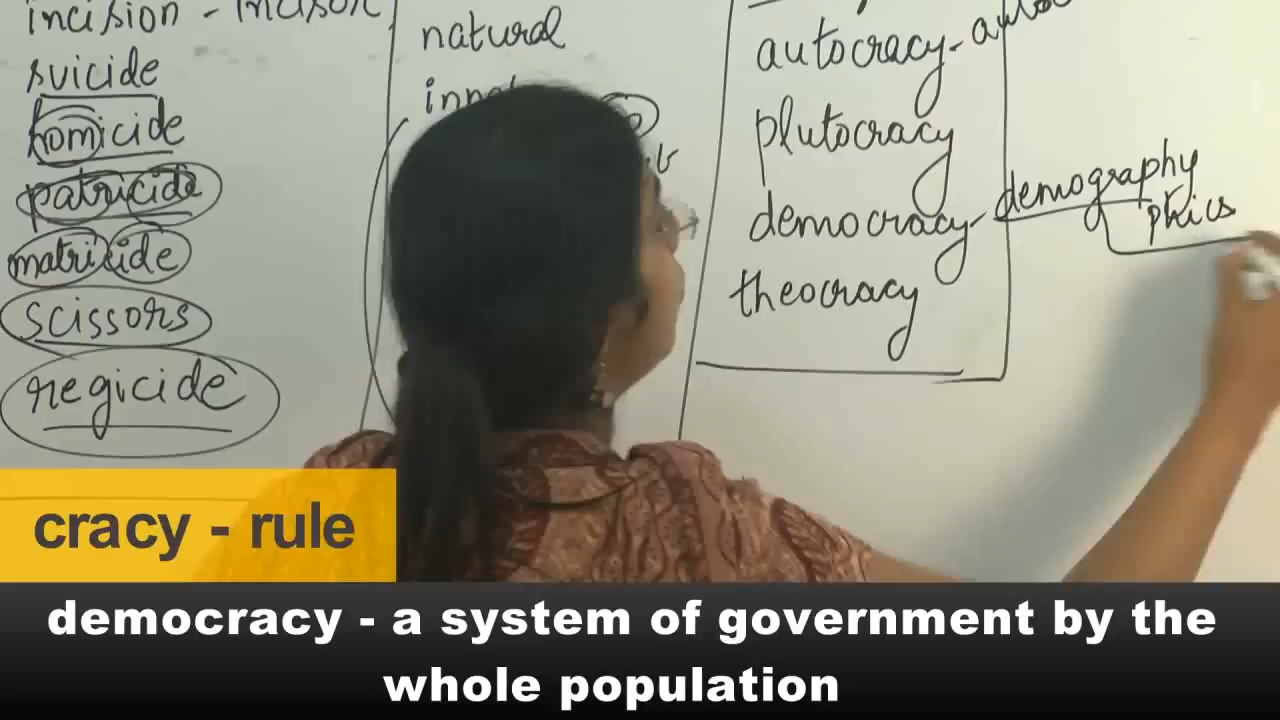 incision - incisor
suicide
homicide
patricide
matricide
scissors
regicide
natural
autocracy -
plutocracy
democracy - demography
phics
theocracy
cracy - rule
democracy - a system of government by the
whole population